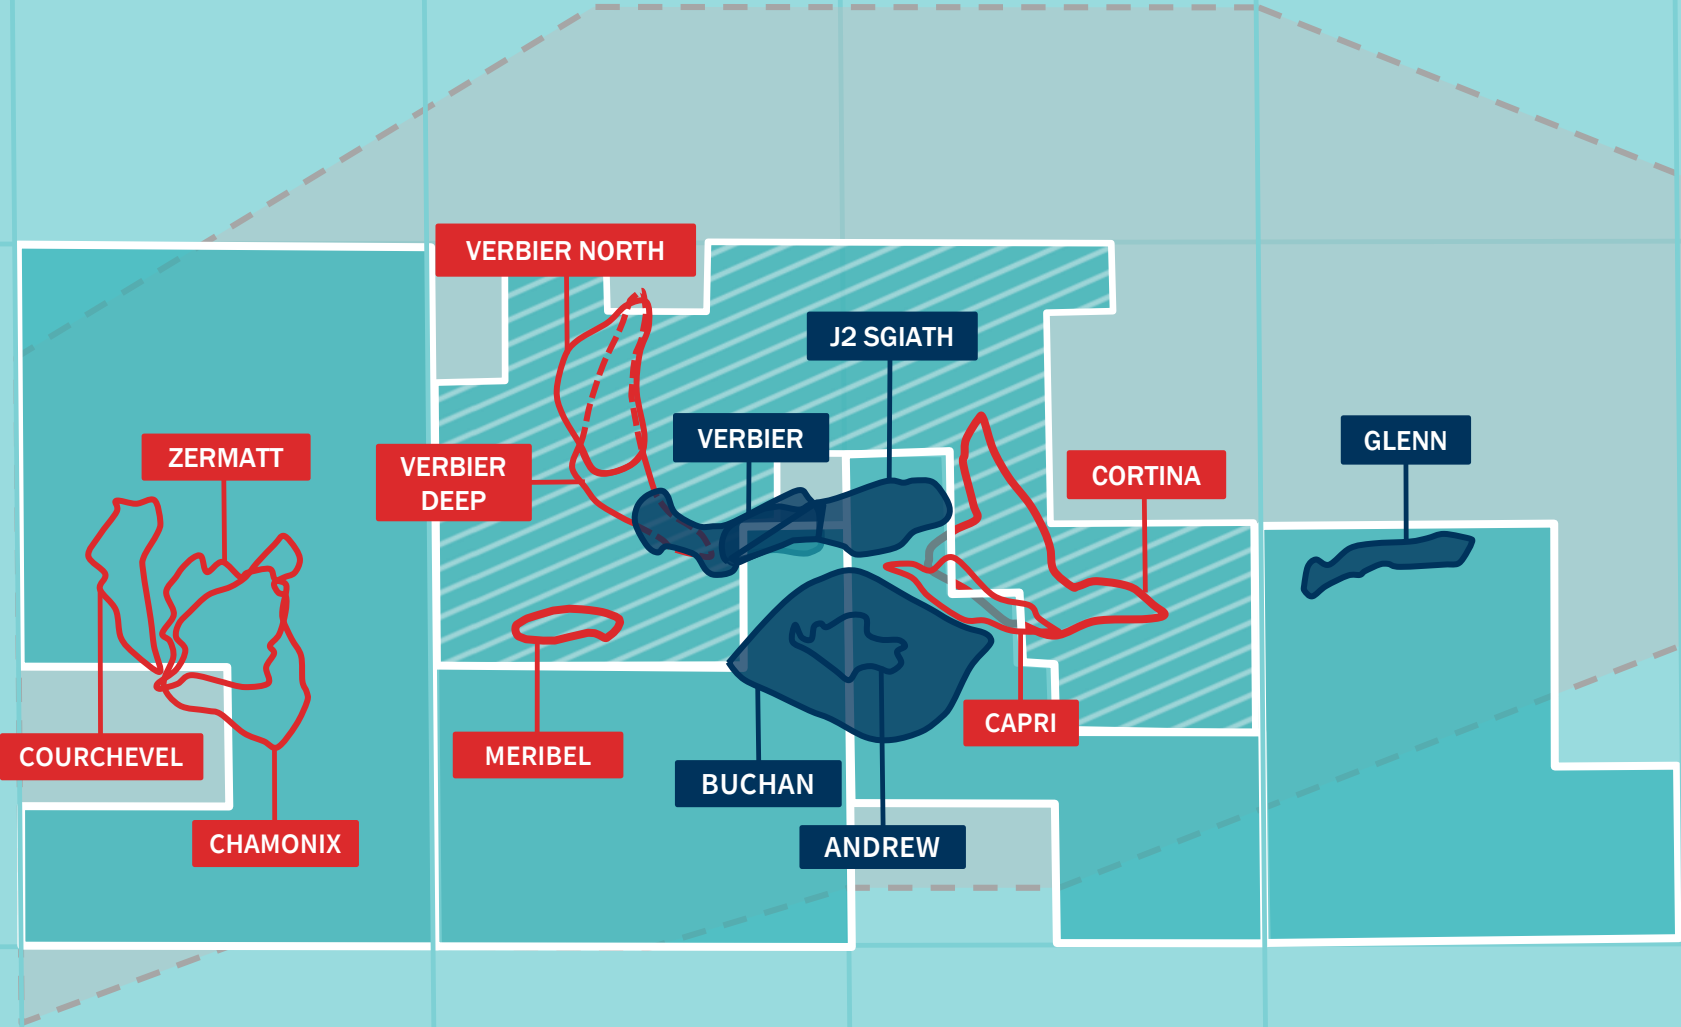 VERBIER NORTH
J2 SGIATH
VERBIER
GLENN
ZERMATT
VERBIER
DEEP
CORTINA
CAPRI
COURCHEVEL
MERIBEL
BUCHAN
CHAMONIX
ANDREW